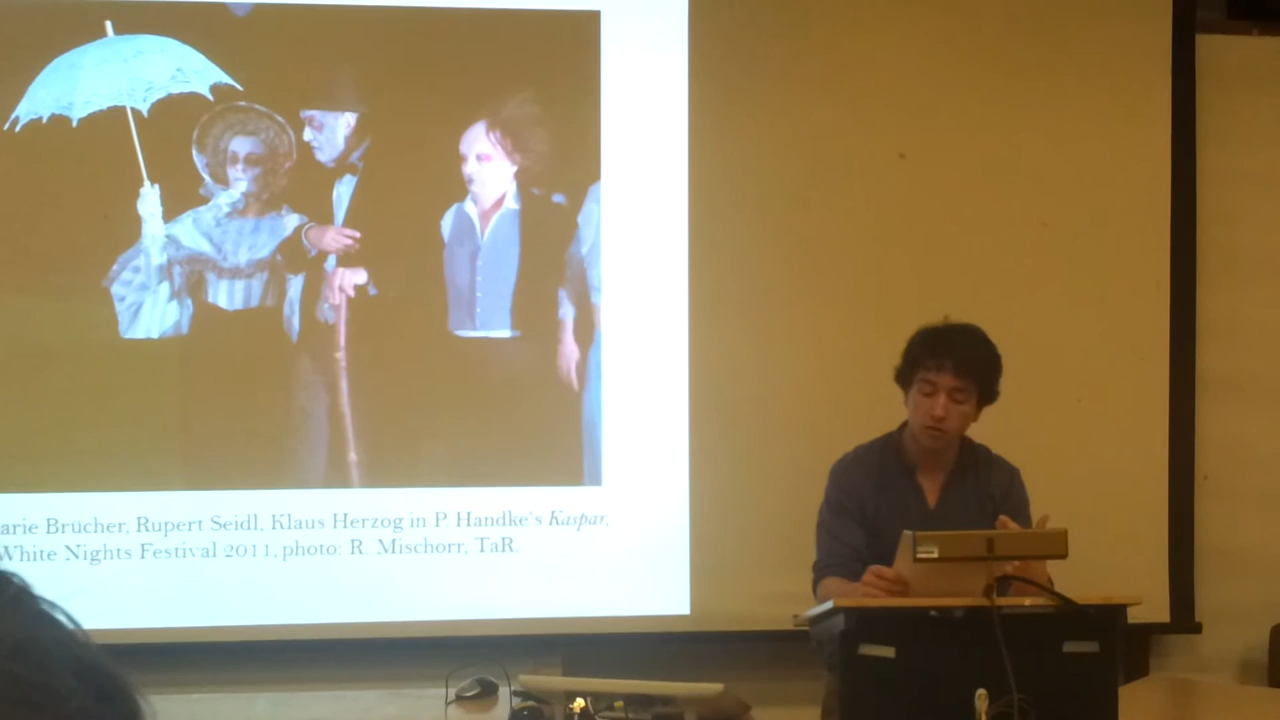 arie Brücher, Rupert Seidl, Klaus Herzog in P. Handke's Kaspar,
White Nights Festival 2011, photo: R. Mischorr, TaR.